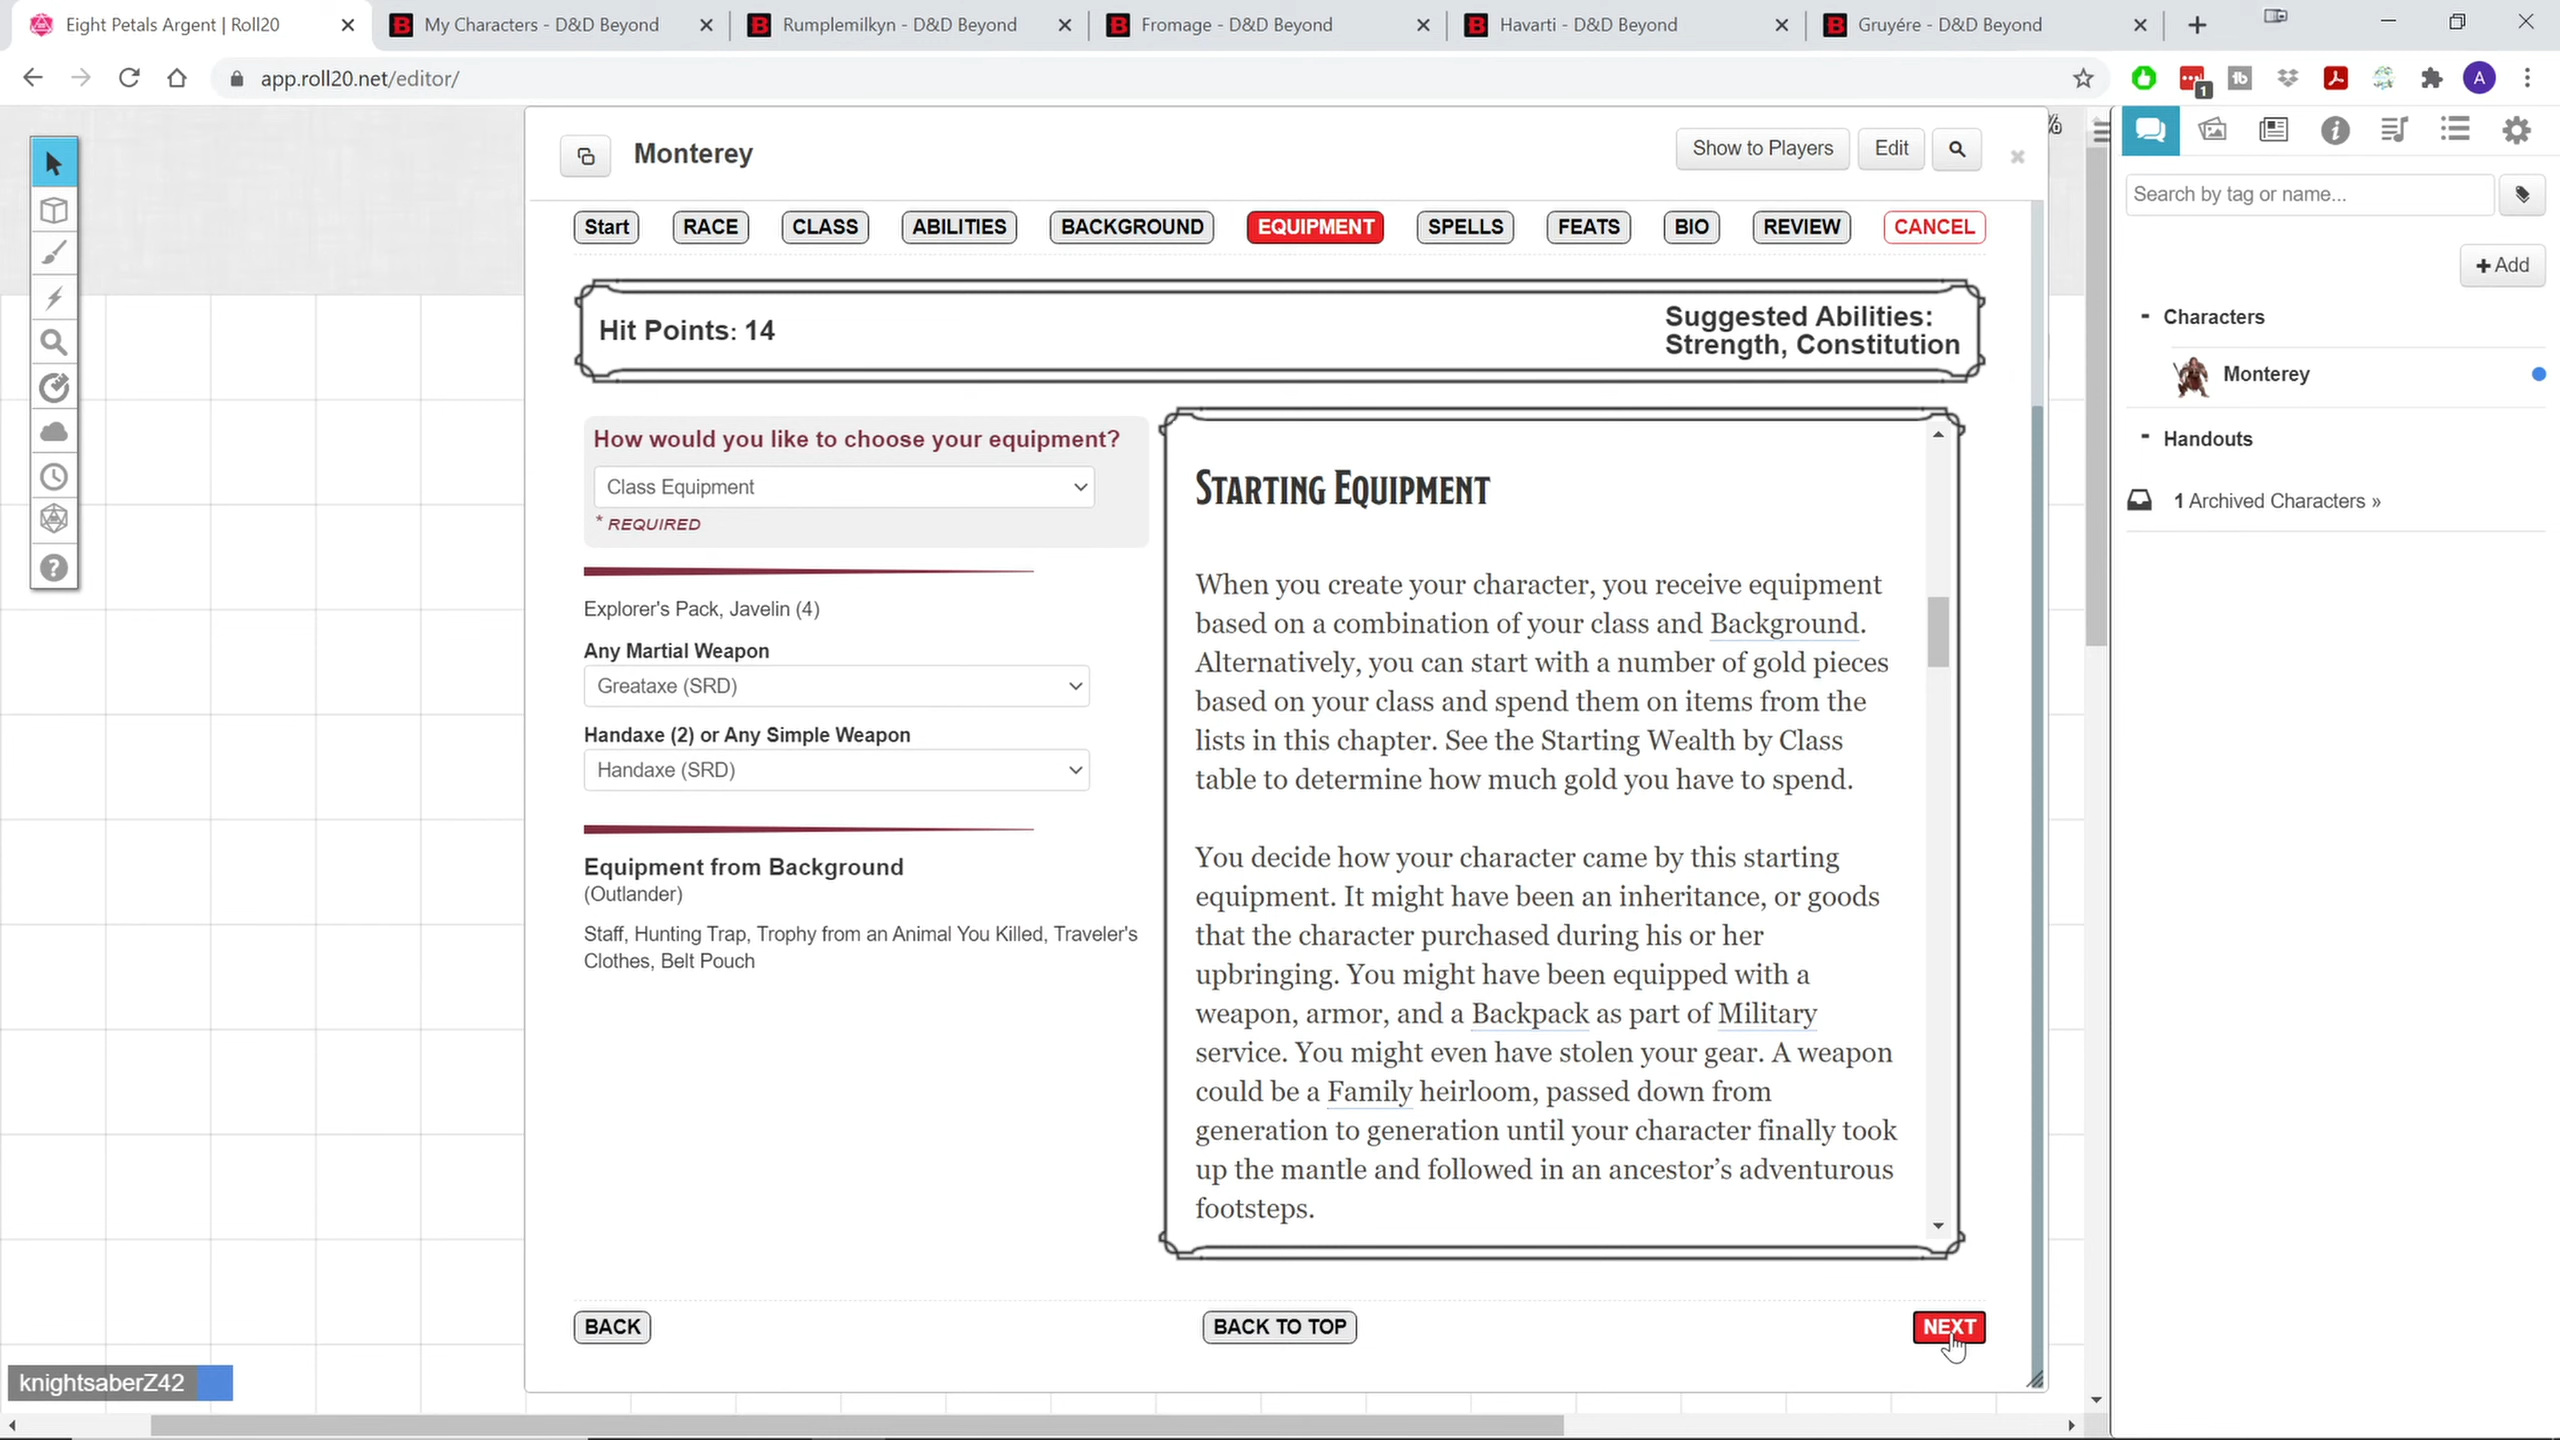 Eight Petals Argent | Roll20
My Characters - D&D Beyond
Rumplemilkyn - D&D Beyond
Fromage - D&D Beyond
Havarti - D&D Beyond
Gruyére - D&D Beyond
app.roll20.net/editor/
1
A
Monterey
Show to Players
Edit
%
Start
RACE
CLASS
ABILITIES
BACKGROUND
EQUIPMENT
SPELLS
FEATS
BIO
REVIEW
CANCEL
Hit Points: 14
Suggested Abilities:
Strength, Constitution
How would you like to choose your equipment?
Class Equipment
* REQUIRED
Explorer's Pack, Javelin (4)
Any Martial Weapon
Greataxe (SRD)
Handaxe (2) or Any Simple Weapon
Handaxe (SRD)
Equipment from Background
(Outlander)
Staff, Hunting Trap, Trophy from an Animal You Killed, Traveler's
Clothes, Belt Pouch
STARTING EQUIPMENT
When you create your character, you receive equipment
based on a combination of your class and Background.
Alternatively, you can start with a number of gold pieces
based on your class and spend them on items from the
lists in this chapter. See the Starting Wealth by Class
table to determine how much gold you have to spend.
You decide how your character came by this starting
equipment. It might have been an inheritance, or goods
that the character purchased during his or her
upbringing. You might have been equipped with a
weapon, armor, and a Backpack as part of Military
service. You might even have stolen your gear. A weapon
could be a Family heirloom, passed down from
generation to generation until your character finally took
up the mantle and followed in an ancestor’s adventurous
footsteps.
BACK
BACK TO TOP
NEXT
Search by tag or name...
+ Add
- Characters
Monterey
- Handouts
1 Archived Characters »
knightsaberZ42